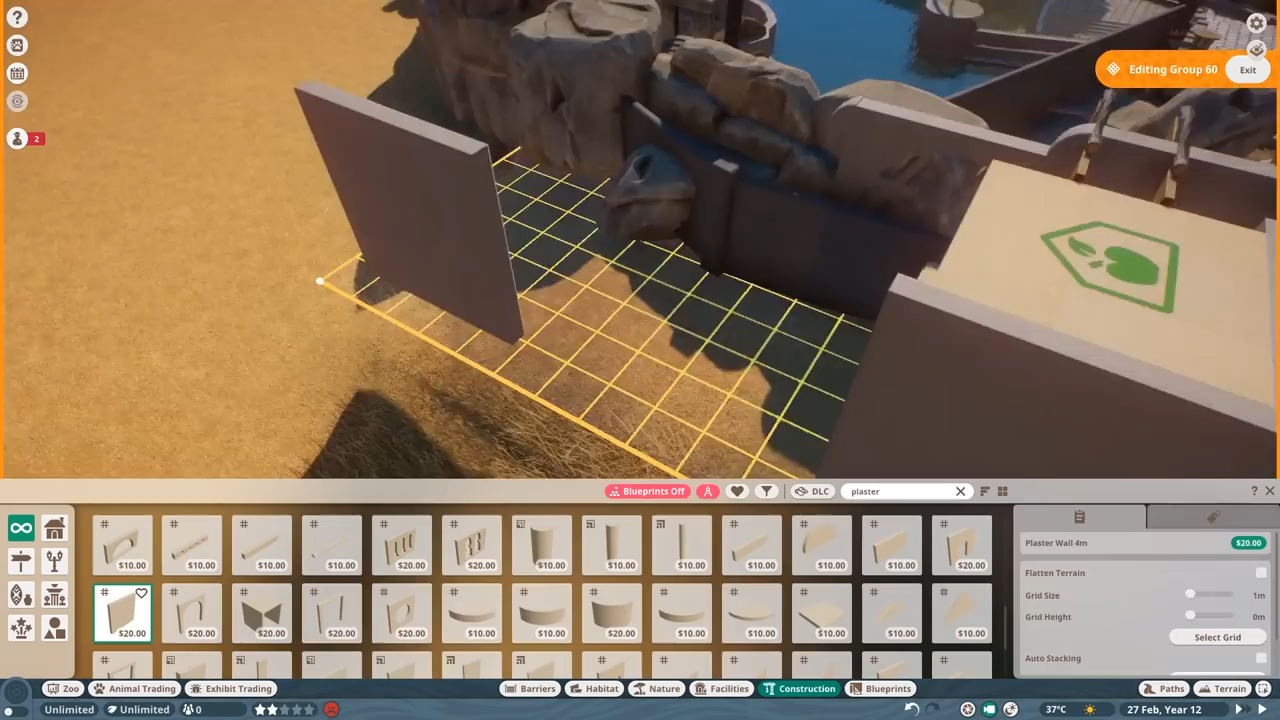 ?
Editing Group 60
Exit
2
Blueprints Off
DLC
plaster
?
$10.00 $10.00 $10.00 $10.00 $20.00 $20.00 $10.00 $10.00 $10.00 $10.00 $10.00 $10.00 $20.00
$20.00 $20.00 $20.00 $20.00 $20.00 $10.00 $10.00 $20.00 $10.00 $10.00 $10.00 $10.00 $10.00
Plaster Wall 4m $20.00
Flatten Terrain
Grid Size 1m
Grid Height 0m
Select Grid
Auto Stacking
Zoo Animal Trading Exhibit Trading Barriers Habitat Nature Facilities Construction Blueprints Paths Terrain
Unlimited Unlimited 0 37°C 27 Feb, Year 12